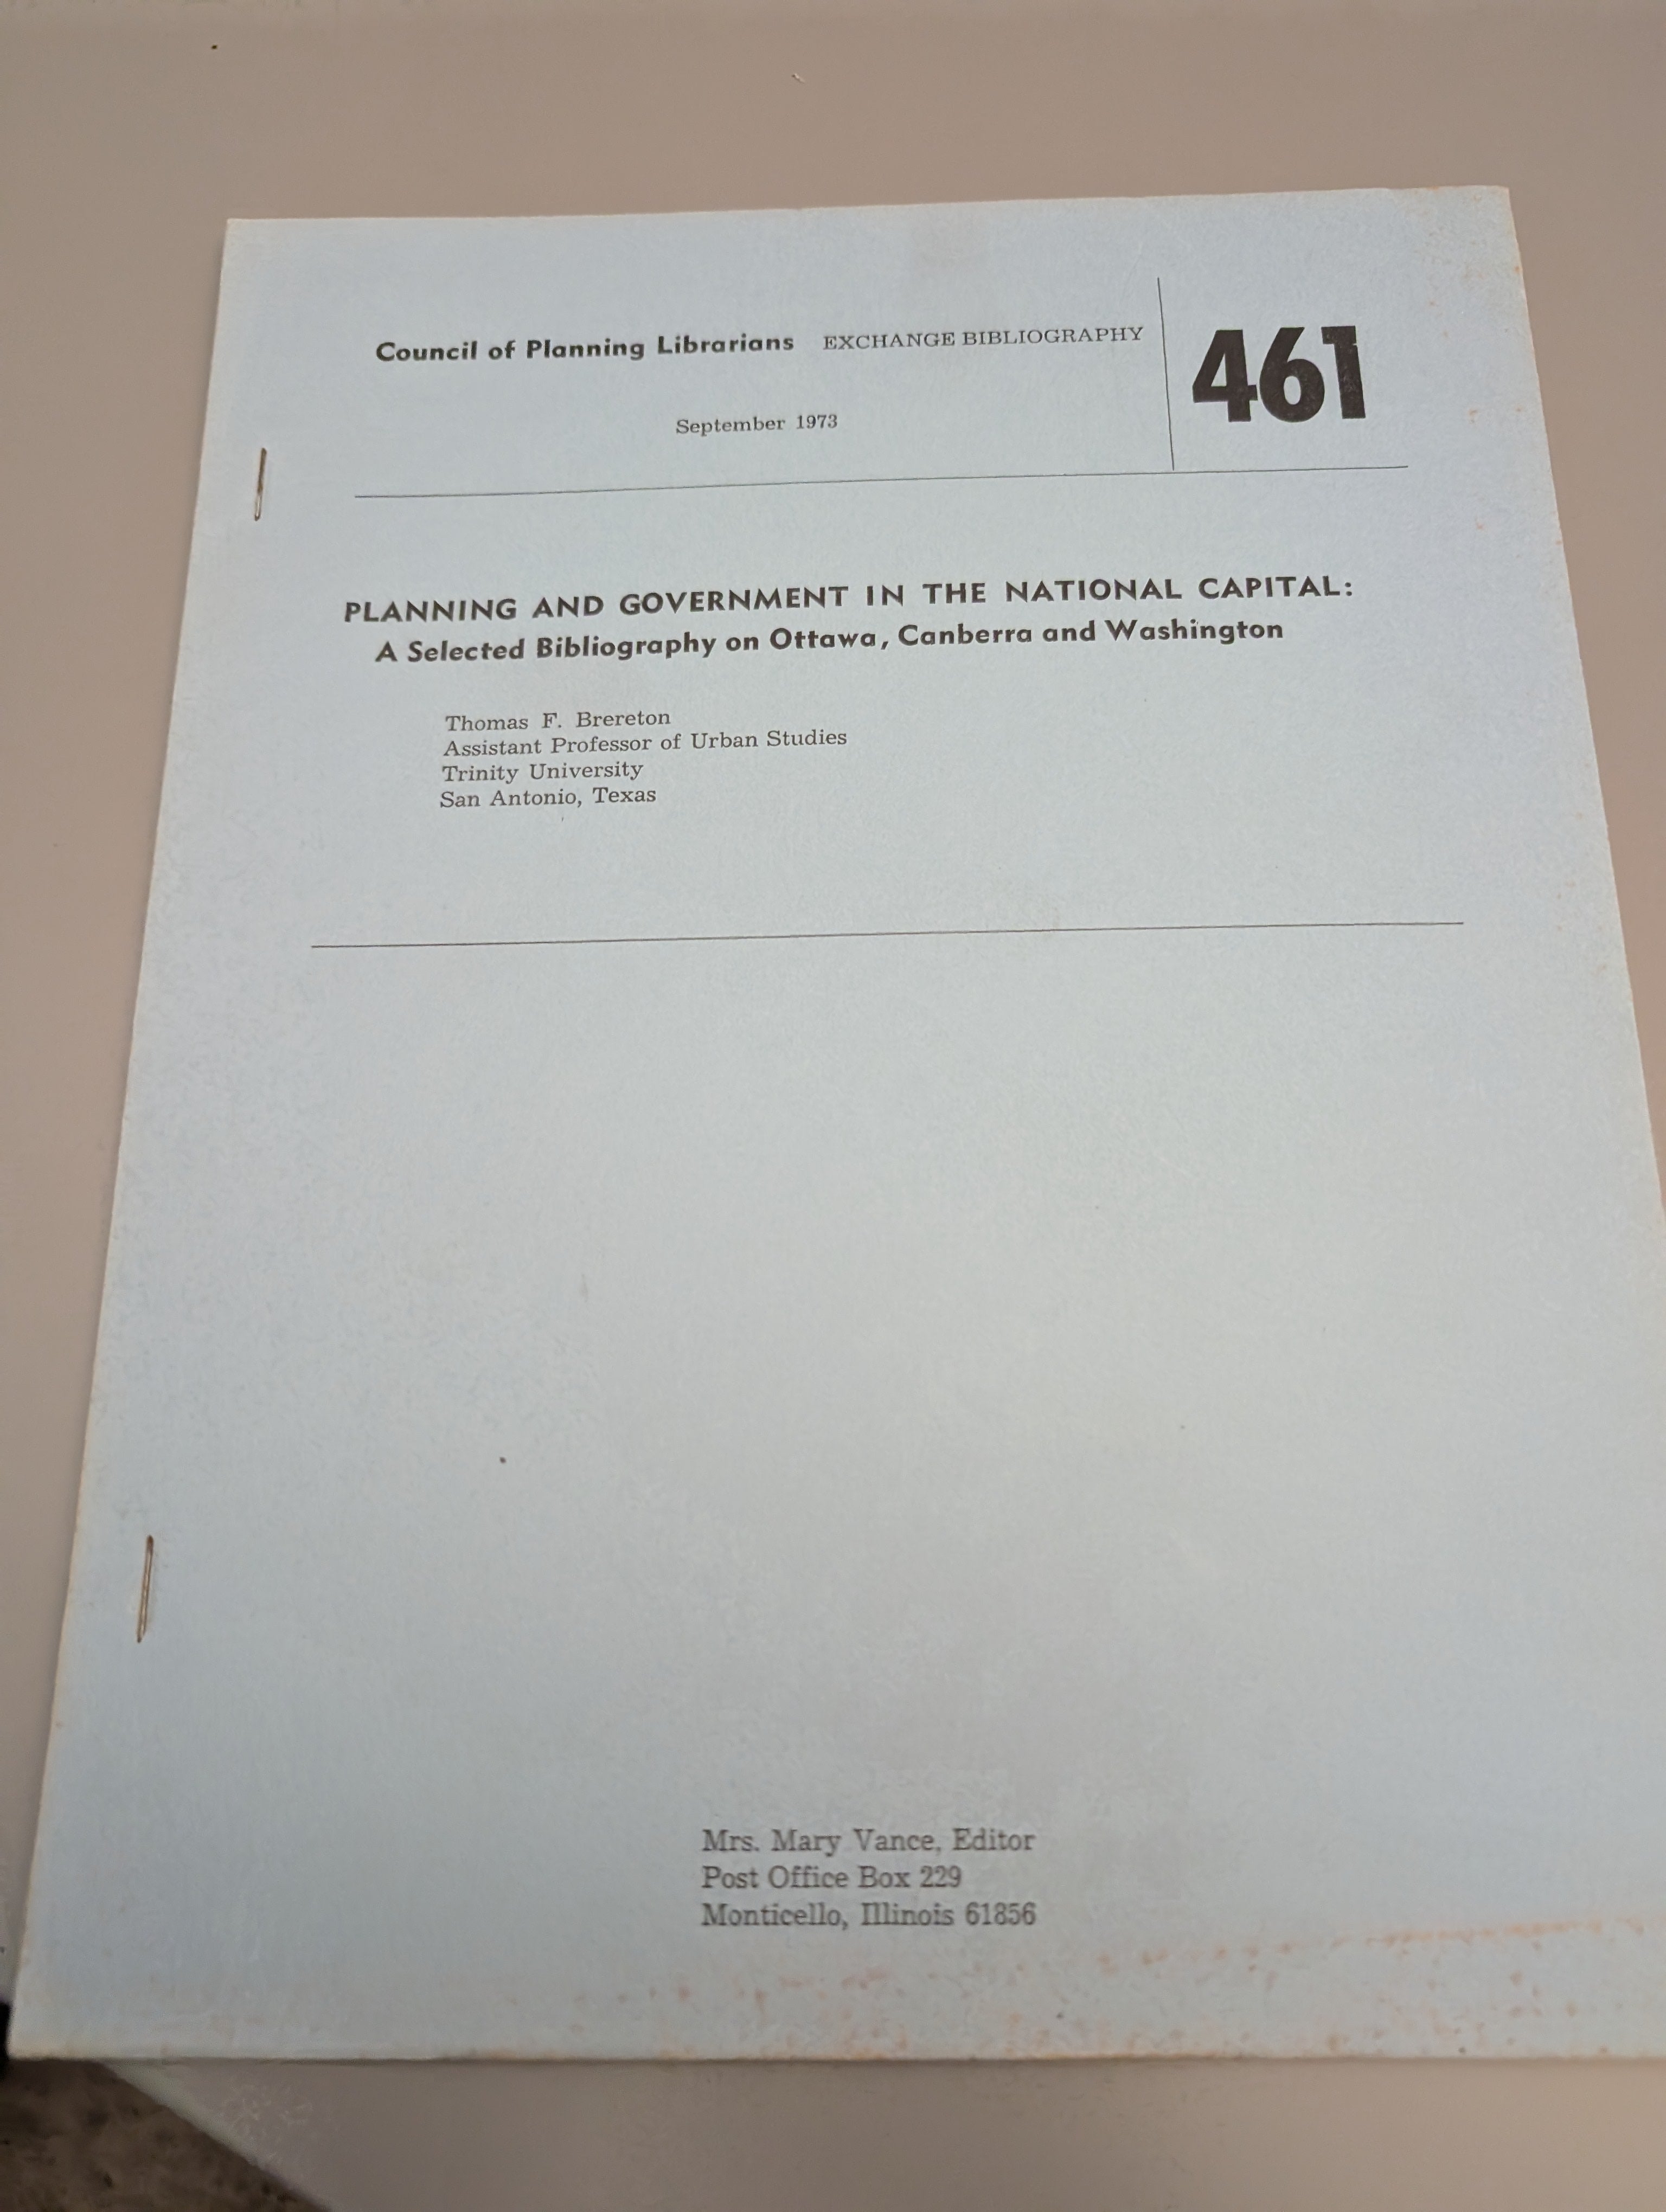 Council of Planning Librarians EXCHANGE BIBLIOGRAPHY
461
September 1973
PLANNING AND GOVERNMENT IN THE NATIONAL CAPITAL:
A Selected Bibliography on Ottawa, Canberra and Washington
Thomas F. Brereton
Assistant Professor of Urban Studies
Trinity University
San Antonio, Texas
Mrs. Mary Vance, Editor
Post Office Box 229
Monticello, Illinois 61856